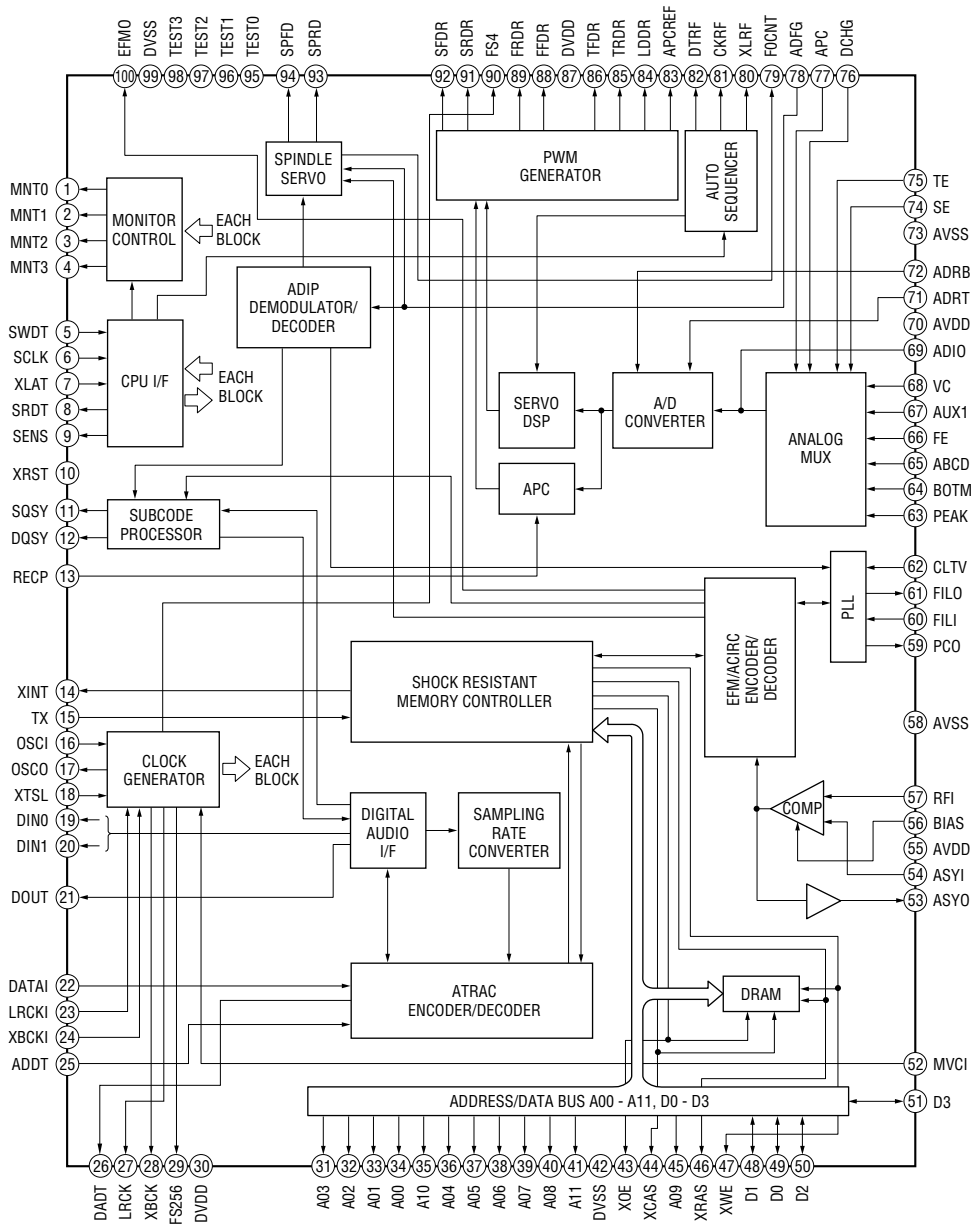 100 EFMO
99 DVSS
98 TEST3
97 TEST2
96 TEST1
95 TEST0
94 SPFD
93 SPRD
92 SFDR
91 SRDR
90 FS4
89 FRDR
88 FFDR
87 DVDD
86 TFDR
85 TRDR
84 LDDR
83 APCREF
82 DTRF
81 CKRF
80 XLRF
79 F0CNT
78 ADFG
77 APC
76 DCHG
MNT0 1
MNT1 2
MNT2 3
MNT3 4
SWDT 5
SCLK 6
XLAT 7
SRDT 8
SENS 9
XRST 10
SQSY 11
DQSY 12
RECP 13
XINT 14
TX 15
OSCI 16
OSCO 17
XTSL 18
DIN0 19
DIN1 20
DOUT 21
DATAI 22
LRCKI 23
XBCKI 24
ADDT 25
MONITOR
CONTROL
EACH
BLOCK
SPINDLE
SERVO
PWM
GENERATOR
AUTO
SEQUENCER
ADIP
DEMODULATOR/
DECODER
CPU I/F
EACH
BLOCK
SERVO
DSP
A/D
CONVERTER
ANALOG
MUX
APC
SUBCODE
PROCESSOR
PLL
EFM/ACIRC
ENCODER/
DECODER
SHOCK RESISTANT
MEMORY CONTROLLER
CLOCK
GENERATOR
EACH
BLOCK
DIGITAL
AUDIO
I/F
SAMPLING
RATE
CONVERTER
COMP
ATRAC
ENCODER/DECODER
DRAM
ADDRESS/DATA BUS A00 - A11, D0 - D3
75 TE
74 SE
73 AVSS
72 ADRB
71 ADRT
70 AVDD
69 ADIO
68 VC
67 AUX1
66 FE
65 ABCD
64 BOTM
63 PEAK
62 CLTV
61 FILO
60 FILI
59 PCO
58 AVSS
57 RFI
56 BIAS
55 AVDD
54 ASYI
53 ASYO
52 MVCI
51 D3
26 DADT
27 LRCK
28 XBCK
29 FS256
30 DVDD
31 A03
32 A02
33 A01
34 A00
35 A10
36 A04
37 A05
38 A06
39 A07
40 A08
41 A11
42 DVSS
43 XOE
44 XCAS
45 A09
46 XRAS
47 XWE
48 D1
49 D0
50 D2